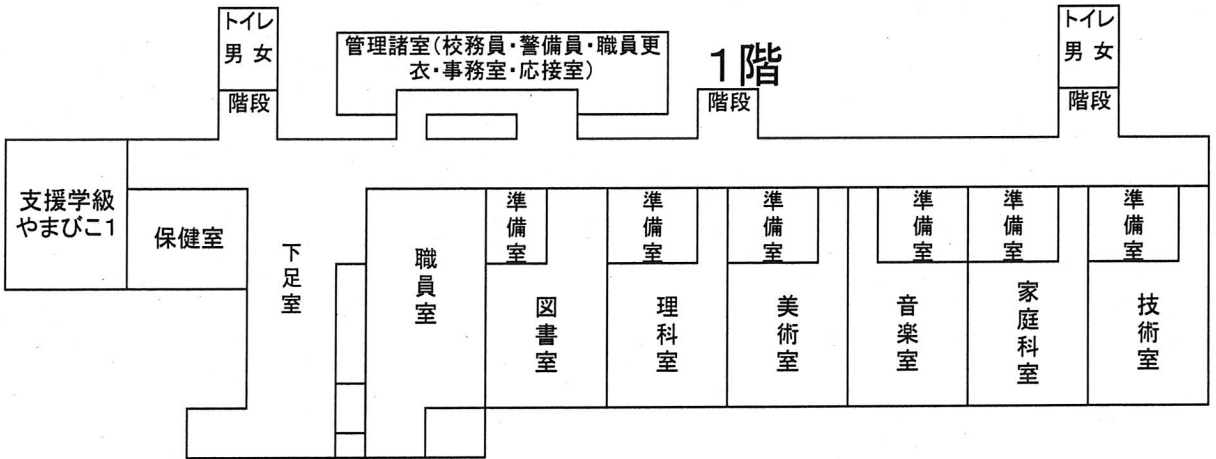 トイレ
男 女
階段
管理諸室(校務員・警備員・職員更
衣・事務室・応接室)
1階
階段
トイレ
男 女
階段
支援学級
やまびこ1
保健室
下足室
職員室
準備室
図書室
準備室
理科室
準備室
美術室
準備室
音楽室
準備室
家庭科室
準備室
技術室